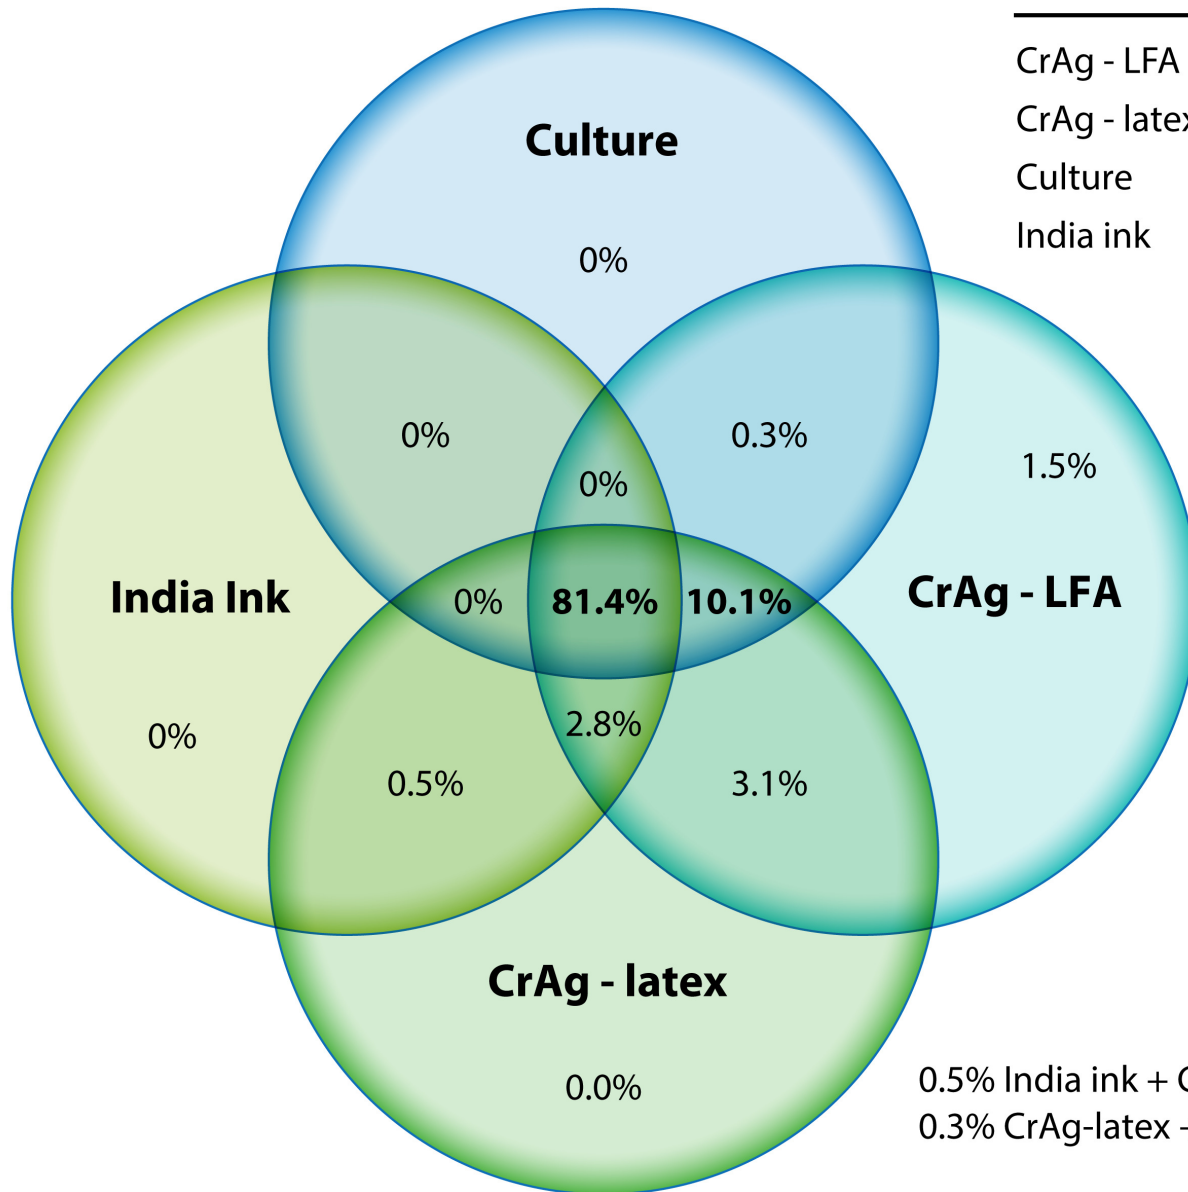 CrAg - LFA
CrAg - latex
Culture
India ink
Culture
0%
0%
0.3%
1.5%
0%
India Ink
0%
81.4%
10.1%
CrAg - LFA
2.8%
0%
0.5%
3.1%
CrAg - latex
0.0%
0.5% India ink +
0.3% CrAg-latex -